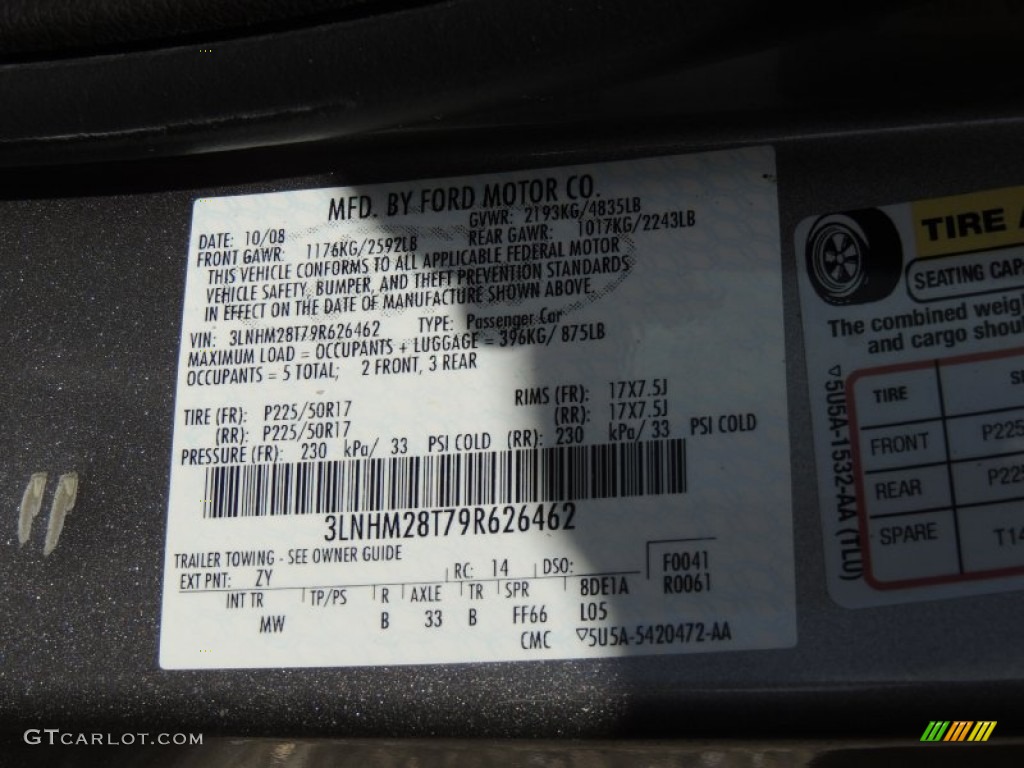 MFD. BY FORD MOTOR CO.
DATE: 10/08 GVWR: 2193KG/4835LB
FRONT GAWR: 1176KG/2592LB REAR GAWR: 1017KG/2243LB
THIS VEHICLE CONFORMS TO ALL APPLICABLE FEDERAL MOTOR
VEHICLE SAFETY, BUMPER, AND THEFT PREVENTION STANDARDS
IN EFFECT ON THE DATE OF MANUFACTURE SHOWN ABOVE.
VIN: 3LNHM28T79R626462 TYPE: Passenger Car
MAXIMUM LOAD = OCCUPANTS + LUGGAGE = 396KG/ 875LB
OCCUPANTS = 5 TOTAL; 2 FRONT, 3 REAR
TIRE (FR): P225/50R17 RIMS (FR): 17X7.5J
(RR): P225/50R17 (RR): 17X7.5J
PRESSURE (FR): 230 kPa/ 33 PSI COLD (RR): 230 kPa/ 33 PSI COLD
3LNHM28T79R626462
TRAILER TOWING - SEE OWNER GUIDE
EXT PNT: ZY RC: 14 DSO: F0041
INT TR TP/PS R AXLE TR SPR 8DE1A R0061
MW B 33 B FF66 L05
CMC ▽5U5A-5420472-AA
TIRE A
SEATING CAP
The combined weig
and cargo shou
TIRE SI
FRONT P225
REAR P225
SPARE T14
▽5U5A-1532-AA (TL0)
GTCARLOT.COM